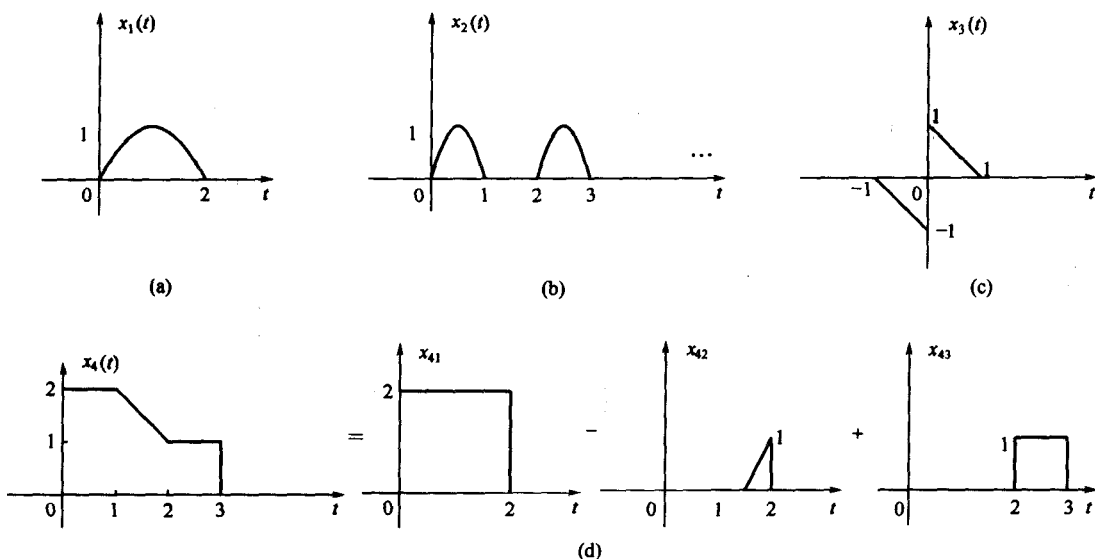 x₁(t)
1
0
2
t
(a)
x₂(t)
1
0
1
2
3
...
t
(b)
x₃(t)
1
1
-1
0
-1
t
(c)
x₄(t)
2
1
0
1
2
3
t
=
x₄₁
2
0
2
t
-
x₄₂
1
0
1
2
t
+
x₄₃
1
0
2
3
t
(d)